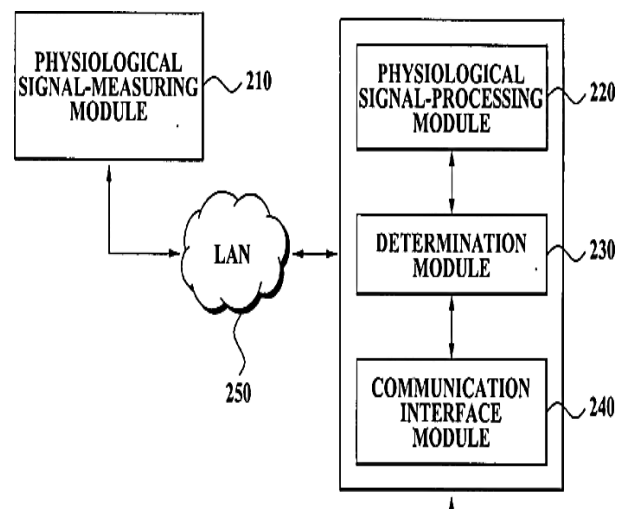 PHYSIOLOGICAL
SIGNAL-MEASURING
MODULE
210
PHYSIOLOGICAL
SIGNAL-PROCESSING
MODULE
220
LAN
250
DETERMINATION
MODULE
230
COMMUNICATION
INTERFACE
MODULE
240